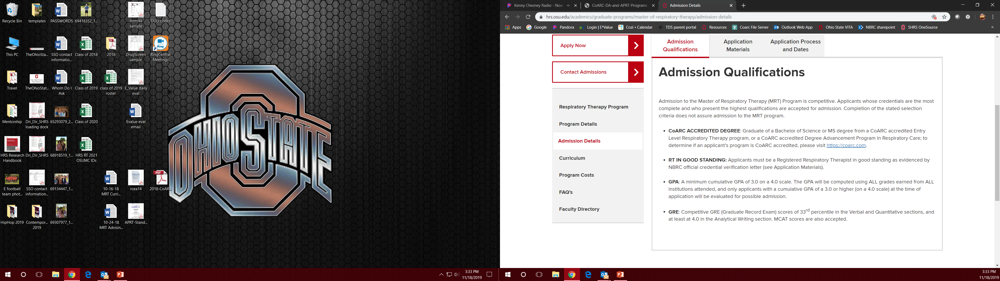 Recycle Bin
templates
PASSWORDS
69418352_1...
ImmHx
sample
DUO codes
This PC
TheOhioSta...
SSO contact
informatio...
Class of 2018
2018
DrugScreen
sample
Ring
RingCentral
Meetings
Travel
TheOhioStat...
Whom Do I
Ask
Class of 2019
class of 2019
roster
E_Value daily
eval
Mentorship
Dri_Dir_SHRS
loading dock
65293079_2...
Class of 2020
Evalue eval
email
HRS Research
Handbook
Dri_Dir_SHRS
68918519_1...
HRS RT 2021
OSUMC IDs
E football
team phot...
SSO contact
information...
69134447_1...
10-16-18
MRT Curri...
rcea14
PDF
2018-CoAR...
HipHop 2019
Contempor...
2019
69307977_1...
10-24-18
MRT Advisin...
APRT-Stand...
OHIO STATE
3:33 PM
11/18/2019
Kenny Chesney Radio - Now
CoARC-DA-and-APRT-Programs-
Admission Details
hrs.osu.edu/academics/graduate-programs/master-of-respiratory-therapy/admission-details
Apps
Google
Pandora
Login | E*Value
Cozi • Calendar
TDS parent portal
Resources
Coarc File Server
Outlook Web App
Ohio State VITA
NBRC sharepoint
SHRS OneSource
»
Apply Now
Contact Admissions
Respiratory Therapy Program
Program Details
Admission Details
Curriculum
Program Costs
FAQ's
Faculty Directory
Admission
Qualifications
Application
Materials
Application Process
and Dates
Admission Qualifications
Admission to the Master of Respiratory Therapy (MRT) Program is competitive. Applicants whose credentials are the most
complete and who present the highest qualifications are accepted for admission. Completion of the stated selection
criteria does not assure admission to the MRT program.
• CoARC ACCREDITED DEGREE: Graduate of a Bachelor of Science or MS degree from a CoARC accredited Entry
Level Respiratory Therapy program, or a CoARC accredited Degree Advancement Program in Respiratory Care; to
determine if an applicant's program is CoARC accredited, please visit https://coarc.com.
• RT IN GOOD STANDING: Applicants must be a Registered Respiratory Therapist in good standing as evidenced by
NBRC official credential verification letter (see Application Materials).
• GPA: A minimum cumulative GPA of 3.0 on a 4.0 scale. The GPA will be computed using ALL grades earned from ALL
institutions attended, and only applicants with a cumulative GPA of a 3.0 or higher (on a 4.0 scale) at the time of
application will be evaluated for possible admission.
• GRE: Competitive GRE (Graduate Record Exam) scores of 33rd percentile in the Verbal and Quantitative sections, and
at least at 4.0 in the Analytical Writing section. MCAT scores are also accepted.
3:33 PM
11/18/2019